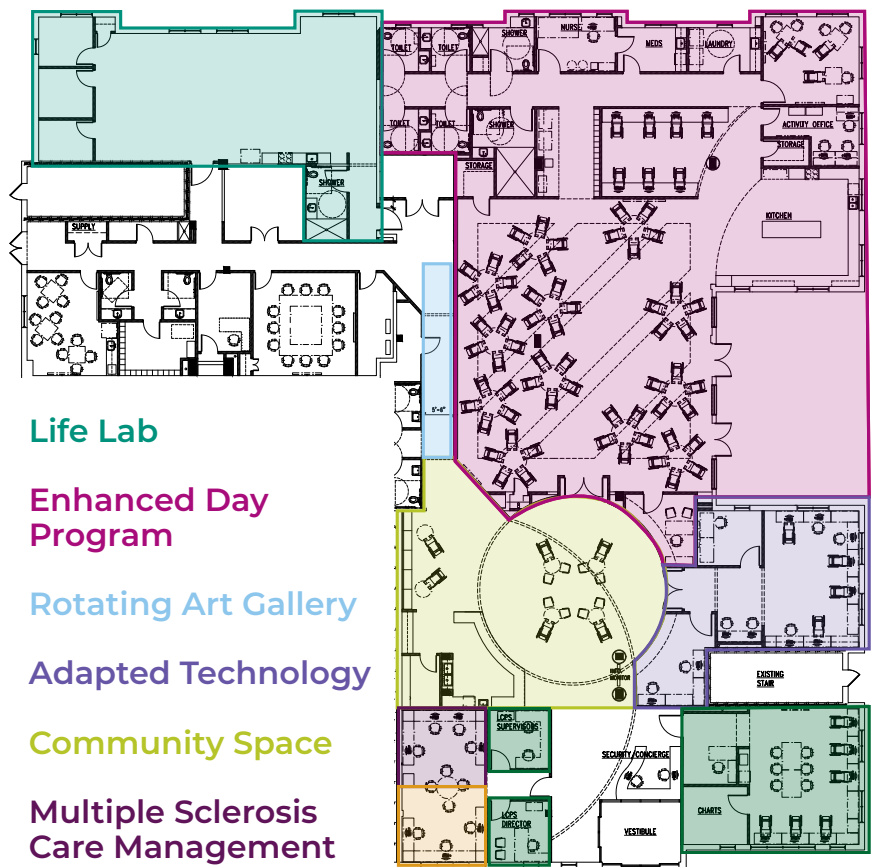 TOILET
TOILET
SHOWER
NURSE
MEDS
LAUNDRY
TOILET
TOILET
SHOWER
ACTIVITY OFFICE
STORAGE
STORAGE
SHOWER
KITCHEN
SUPPLY
5'-6"
Life Lab
Enhanced Day
Program
Rotating Art Gallery
Adapted Technology
Community Space
Multiple Sclerosis
Care Management
MONITOR
EXISTING
STAIR
LCPS
SUPERVISORS
SECURITY/CONCIERGE
CHARTS
LCPS
DIRECTOR
VESTIBULE